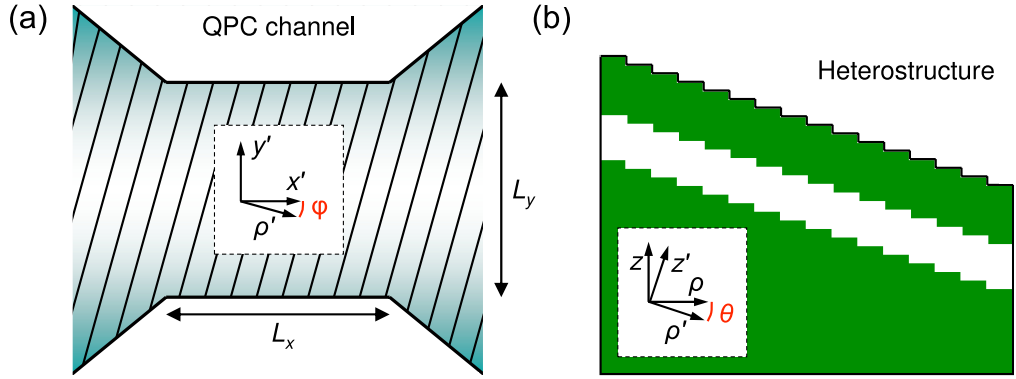 (a)
QPC channel
y'
x'
φ
ρ'
L_y
L_x
(b)
Heterostructure
z
z'
ρ
θ
ρ'